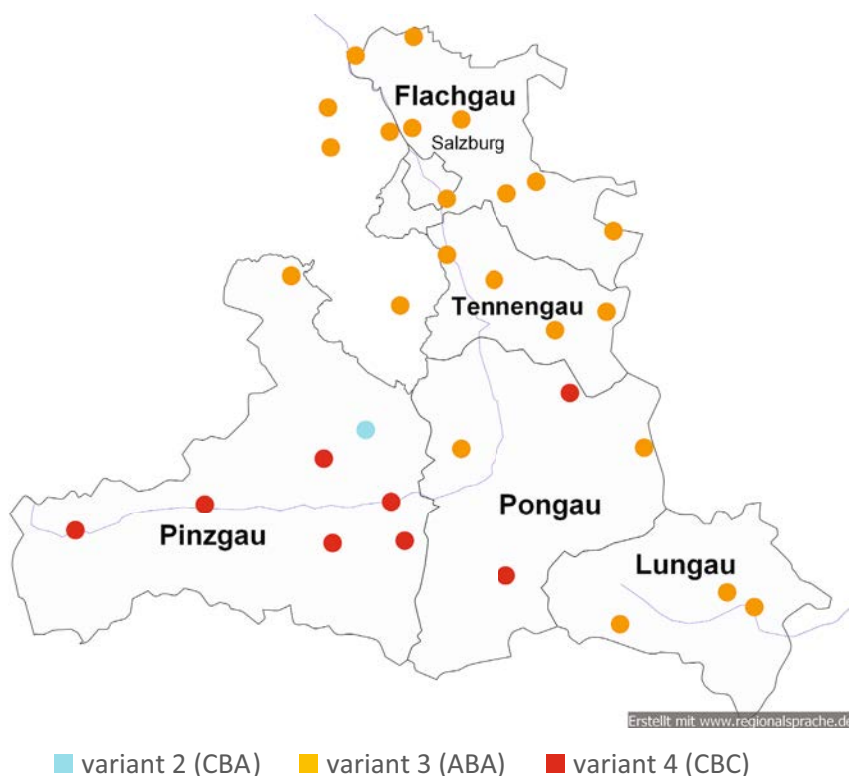 Flachgau
Salzburg
Tennengau
Pongau
Pinzgau
Lungau
Erstellt mit www.regionalsprache.de
variant 2 (CBA) variant 3 (ABA) variant 4 (CBC)